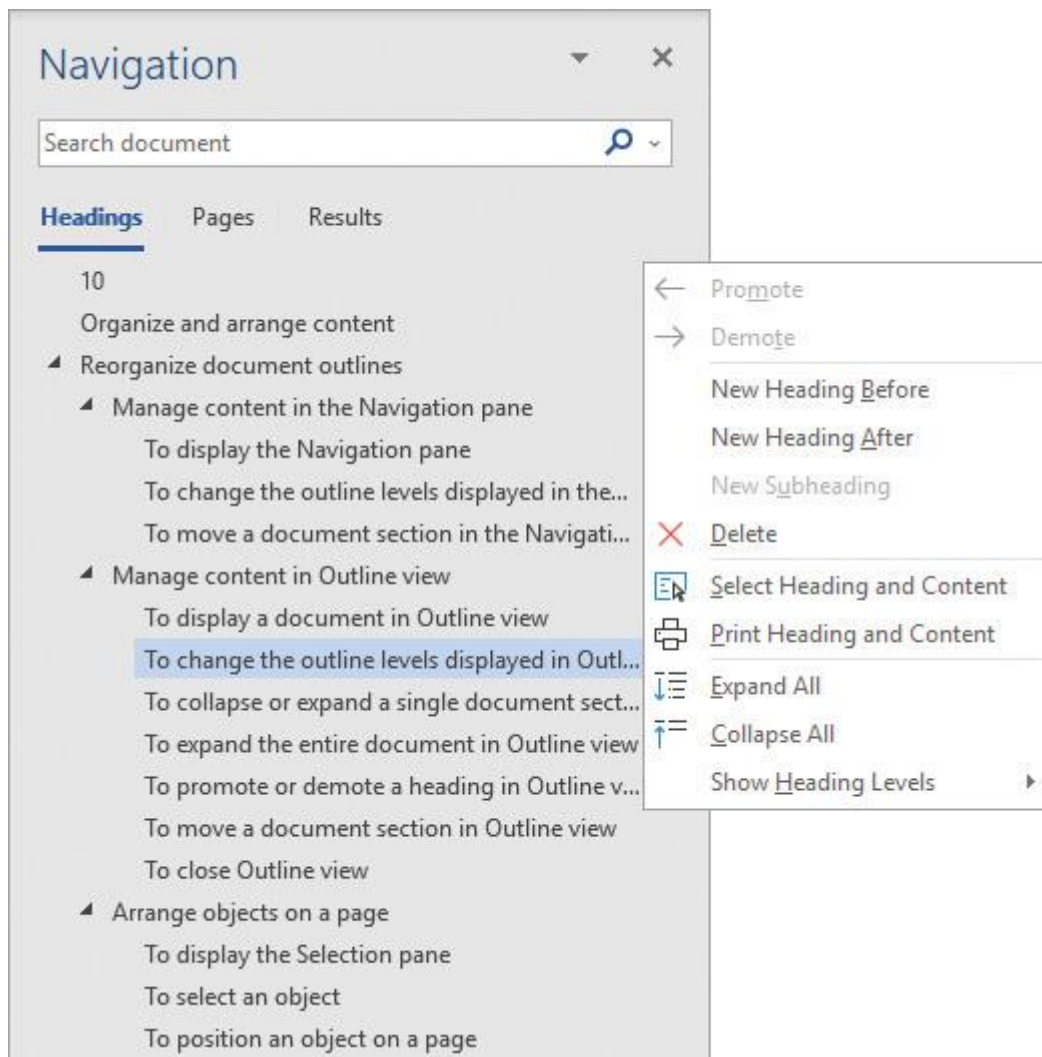 Navigation
Search document
Headings Pages Results
10
Organize and arrange content
Reorganize document outlines
Manage content in the Navigation pane
To display the Navigation pane
To change the outline levels displayed in the...
To move a document section in the Navigati...
Manage content in Outline view
To display a document in Outline view
To change the outline levels displayed in Outl...
To collapse or expand a single document sect...
To expand the entire document in Outline view
To promote or demote a heading in Outline v...
To move a document section in Outline view
To close Outline view
Arrange objects on a page
To display the Selection pane
To select an object
To position an object on a page
Promote
Demote
New Heading Before
New Heading After
New Subheading
Delete
Select Heading and Content
Print Heading and Content
Expand All
Collapse All
Show Heading Levels